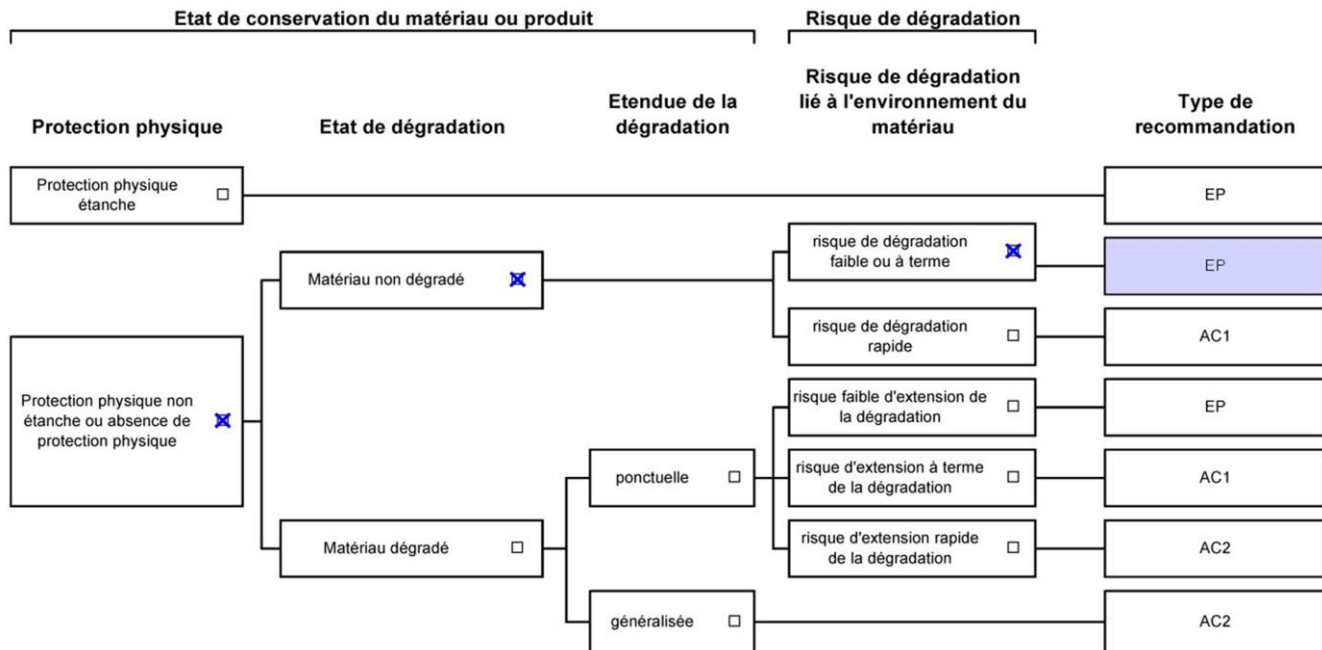 Etat de conservation du matériau ou produit
Risque de dégradation
Protection physique
Etat de dégradation
Etendue de la
dégradation
Risque de dégradation
lié à l'environnement du
matériau
Type de
recommandation
Protection physique
étanche
EP
risque de dégradation
faible ou à terme
EP
Matériau non dégradé
risque de dégradation
rapide
AC1
Protection physique non
étanche ou absence de
protection physique
risque faible d'extension de
la dégradation
EP
ponctuelle
risque d'extension à terme
de la dégradation
AC1
Matériau dégradé
risque d'extension rapide
de la dégradation
AC2
généralisée
AC2